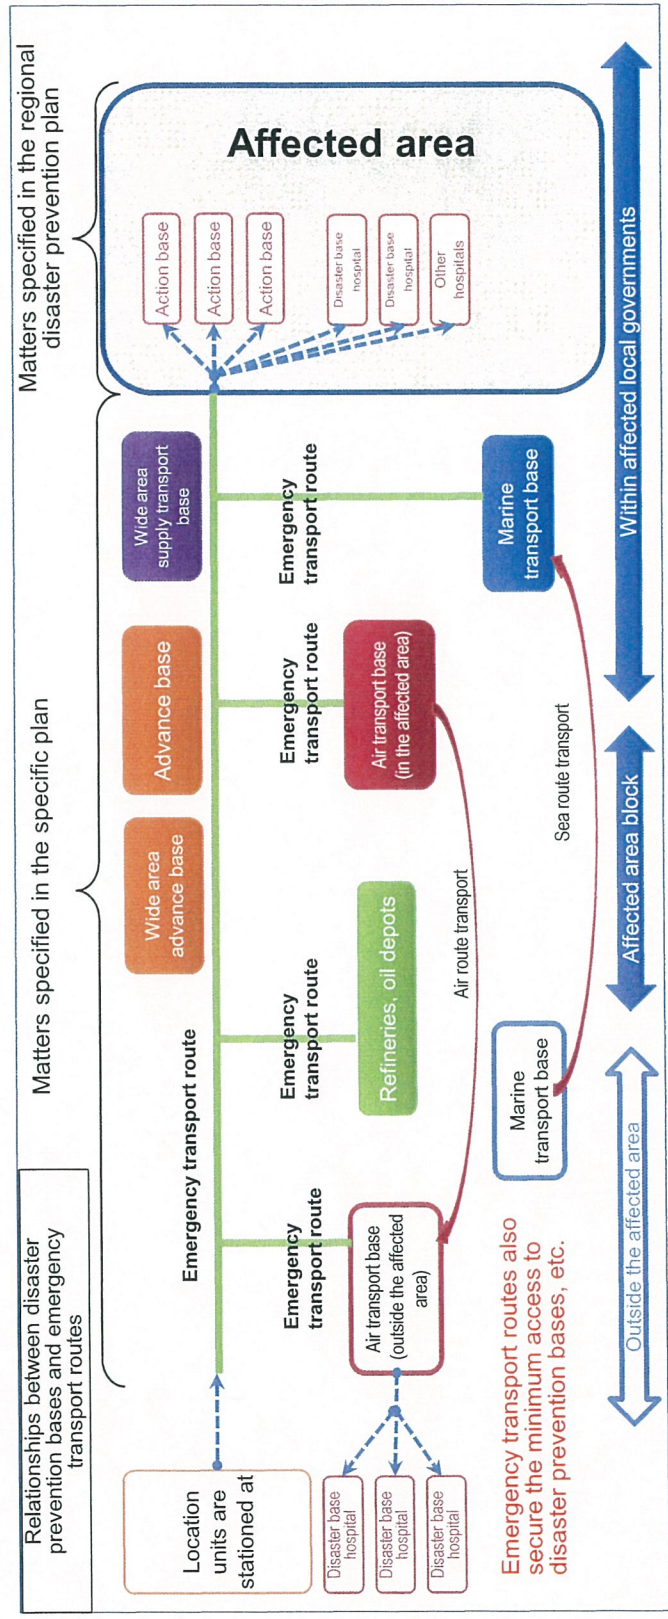 Relationships between disaster
prevention bases and emergency
transport routes
Matters specified in the specific plan
Matters specified in the regional
disaster prevention plan
Location
units are
stationed at
Emergency transport route
Wide area
advance base
Advance base
Wide area
supply transport
base
Affected area
Action base
Action base
Action base
Disaster base
hospital
Disaster base
hospital
Other
hospitals
Emergency
transport route
Emergency
transport route
Emergency
transport route
Emergency
transport route
Disaster base
hospital
Disaster base
hospital
Disaster base
hospital
Air transport base
(outside the affected
area)
Refineries, oil depots
Air transport base
(in the affected area)
Marine
transport base
Air route transport
Marine
transport base
Sea route transport
Emergency transport routes also
secure the minimum access to
disaster prevention bases, etc.
Outside the affected area
Affected area block
Within affected local governments